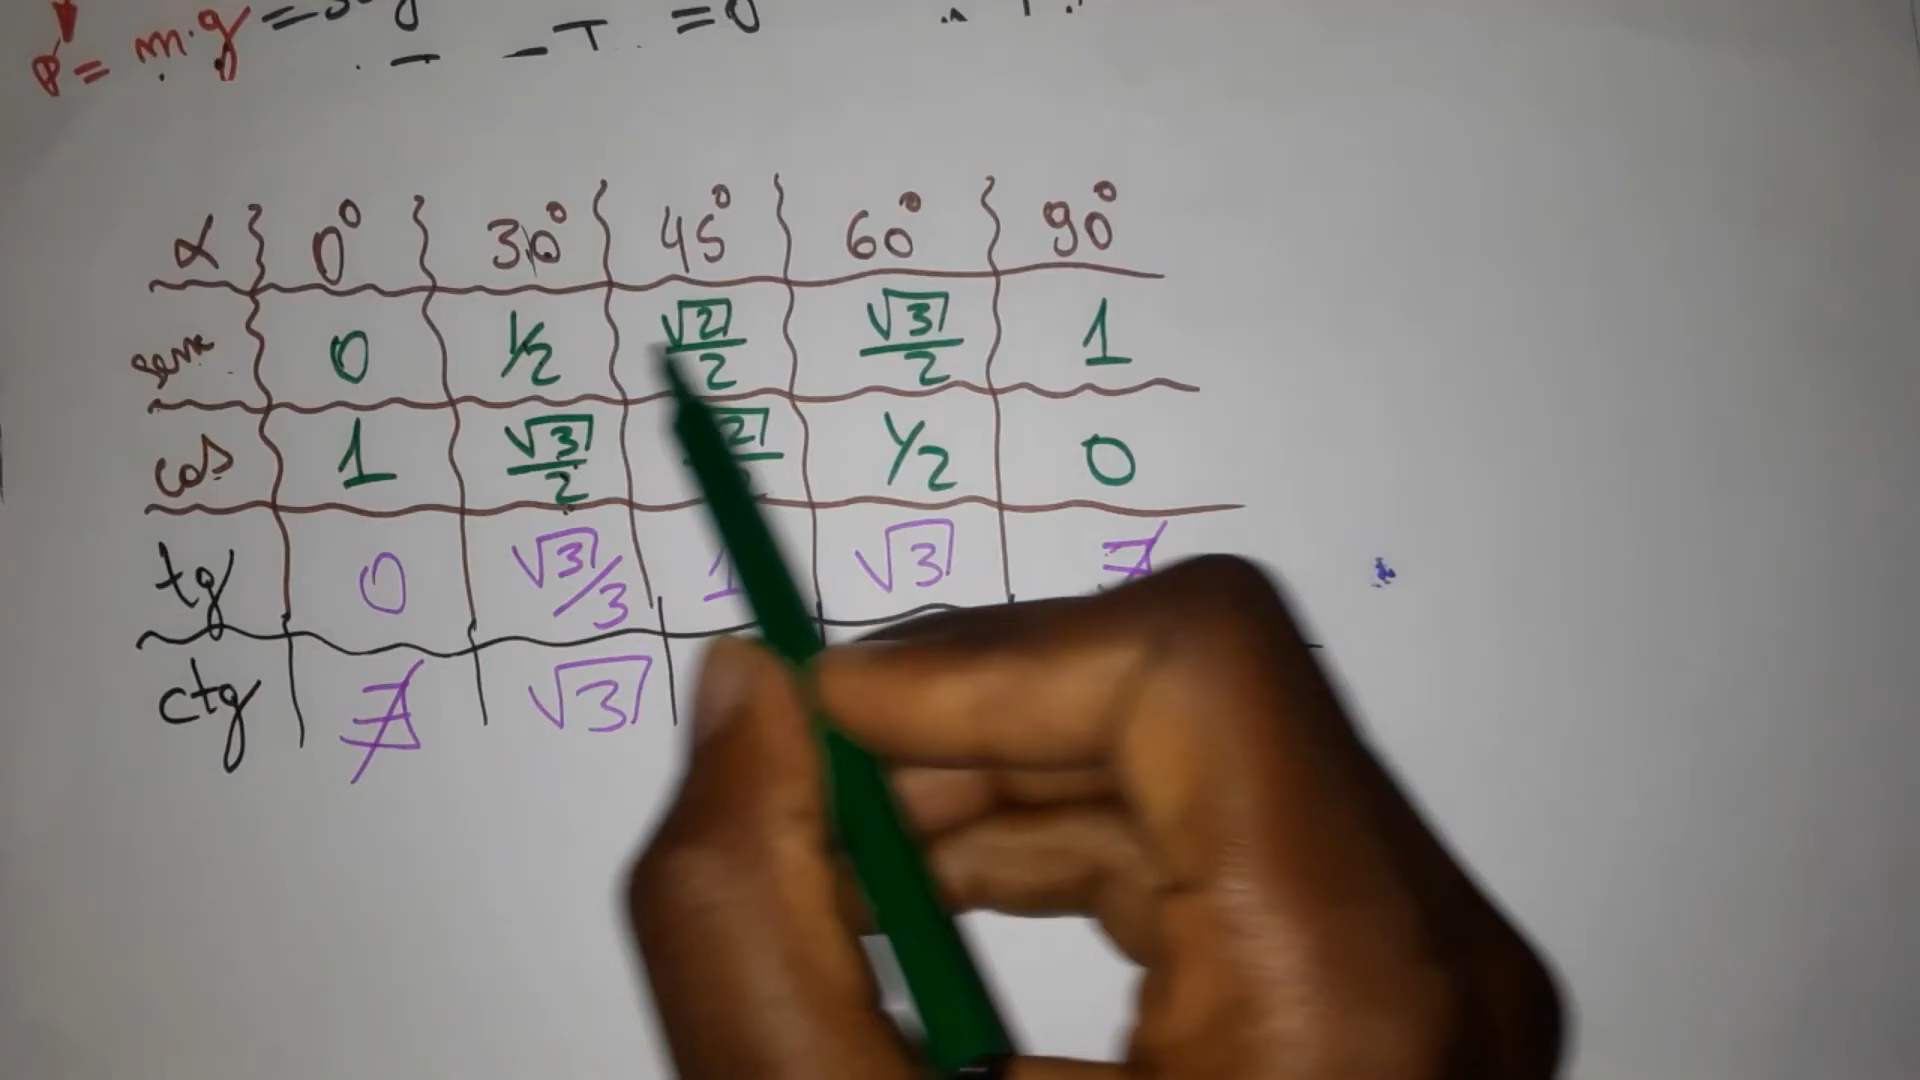 P = m.g =
- T = 0
α 0° 30° 45° 60° 90°
sen 0 1/2 √2/2 √3/2 1
cos 1 √3/2 1/2 0
tg 0 √3/3 1 √3 ∄
ctg ∄ √3